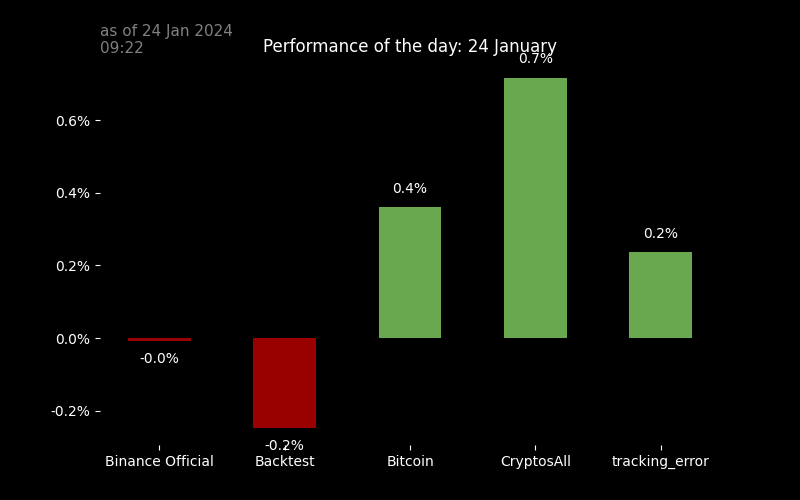 as of 24 Jan 2024
09:22
Performance of the day: 24 January
0.7%
0.6%
0.4%
0.4%
0.2%
0.2%
0.0%
-0.0%
-0.2%
-0.2%
Binance Official
Backtest
Bitcoin
CryptosAll
tracking_error